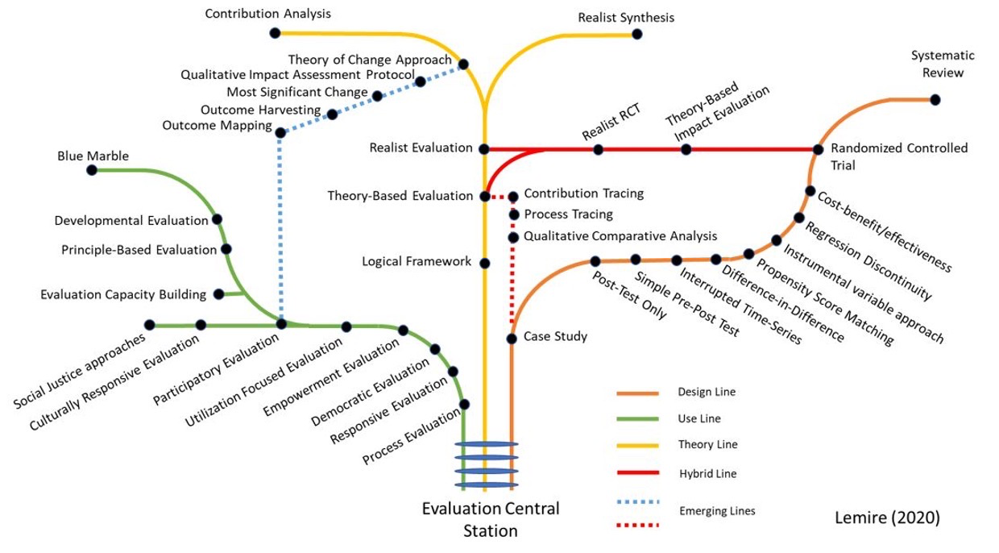 Contribution Analysis
Realist Synthesis
Theory of Change Approach
Qualitative Impact Assessment Protocol
Most Significant Change
Outcome Harvesting
Outcome Mapping
Systematic
Review
Realist RCT
Theory-Based
Impact Evaluation
Realist Evaluation
Randomized Controlled
Trial
Blue Marble
Theory-Based Evaluation
Contribution Tracing
Process Tracing
Qualitative Comparative Analysis
Cost-benefit/effectiveness
Regression Discontinuity
Instrumental variable approach
Propensity Score Matching
Difference-in-Difference
Interrupted Time-Series
Simple Pre-Post Test
Post-Test Only
Developmental Evaluation
Principle-Based Evaluation
Logical Framework
Evaluation Capacity Building
Case Study
Social Justice approaches
Culturally Responsive Evaluation
Participatory Evaluation
Utilization Focused Evaluation
Empowerment Evaluation
Democratic Evaluation
Responsive Evaluation
Process Evaluation
Design Line
Use Line
Theory Line
Hybrid Line
Emerging Lines
Evaluation Central
Station
Lemire (2020)